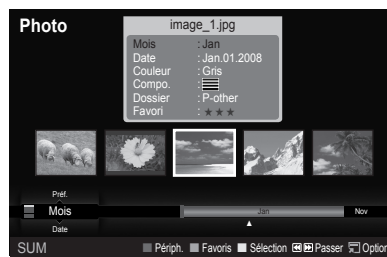 Photo
image_1.jpg
Mois : Jan
Date : Jan.01.2008
Couleur : Gris
Compo. :
Dossier : P-other
Favori : ★ ★ ★
Préf.
Mois
Jan
Nov
Date
SUM
Périph.
Favoris
Sélection
Passer
Option